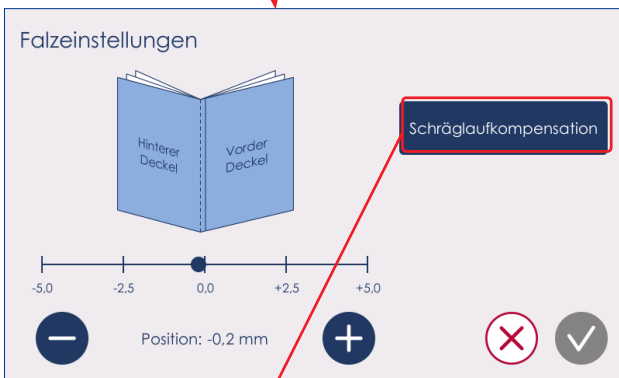 Falzeinstellungen
Hinterer
Deckel
Vorder
Deckel
Schräglaufkompensation
-5,0 -2,5 0,0 +2,5 +5,0
Position: -0,2 mm